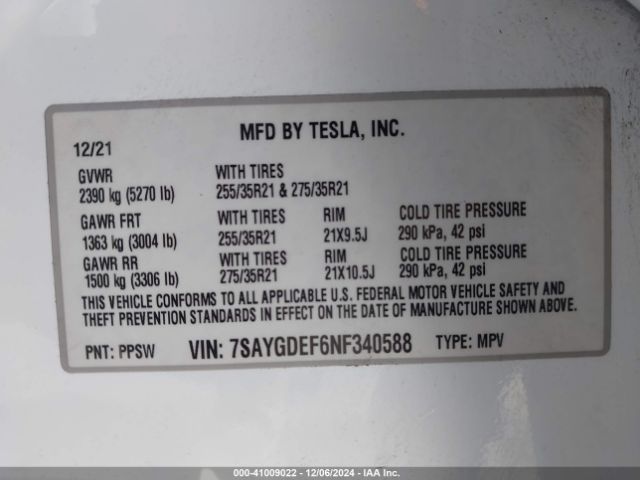 MFD BY TESLA, INC.
12/21
GVWR WITH TIRES
2390 kg (5270 lb) 255/35R21 & 275/35R21
GAWR FRT WITH TIRES RIM COLD TIRE PRESSURE
1363 kg (3004 lb) 255/35R21 21X9.5J 290 kPa, 42 psi
GAWR RR WITH TIRES RIM COLD TIRE PRESSURE
1500 kg (3306 lb) 275/35R21 21X10.5J 290 kPa, 42 psi
THIS VEHICLE CONFORMS TO ALL APPLICABLE U.S. FEDERAL MOTOR VEHICLE SAFETY AND
THEFT PREVENTION STANDARDS IN EFFECT ON THE DATE OF MANUFACTURE SHOWN ABOVE.
PNT: PPSW VIN: 7SAYGDEF6NF340588 TYPE: MPV
000-41009022 - 12/06/2024 - IAA Inc.